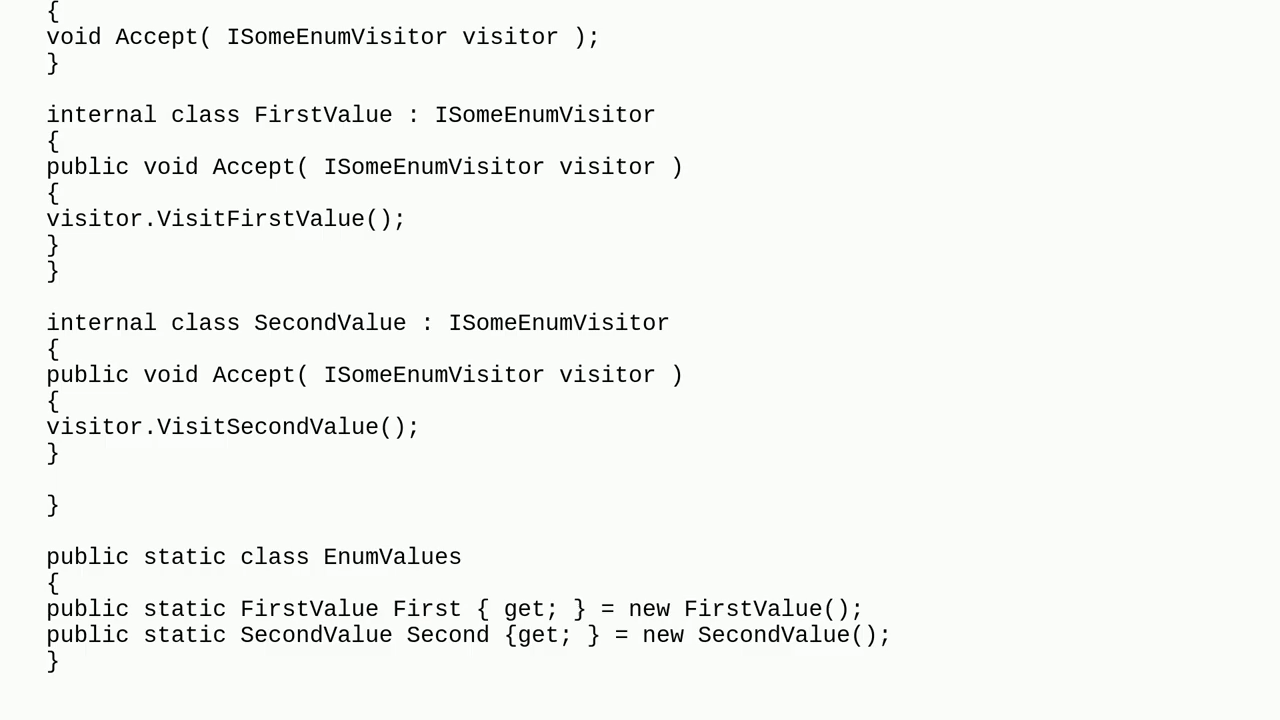 {
void Accept( ISomeEnumVisitor visitor );
}
internal class FirstValue : ISomeEnumVisitor
{
public void Accept( ISomeEnumVisitor visitor )
{
visitor.VisitFirstValue();
}
}
internal class SecondValue : ISomeEnumVisitor
{
public void Accept( ISomeEnumVisitor visitor )
{
visitor.VisitSecondValue();
}
}
public static class EnumValues
{
public static FirstValue First { get; } = new FirstValue();
public static SecondValue Second {get; } = new SecondValue();
}